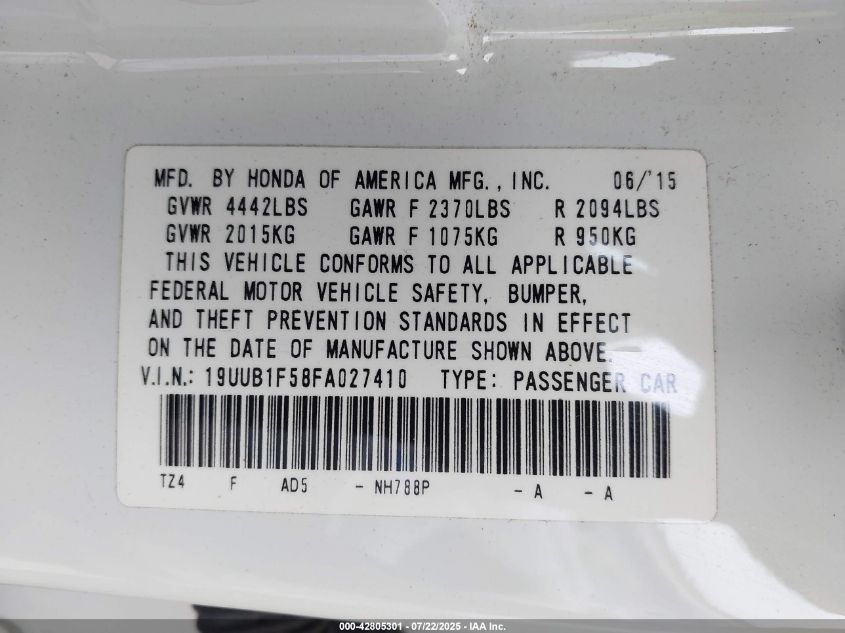 MFD. BY HONDA OF AMERICA MFG., INC. 06/'15
GVWR 4442LBS GAWR F 2370LBS R 2094LBS
GVWR 2015KG GAWR F 1075KG R 950KG
THIS VEHICLE CONFORMS TO ALL APPLICABLE
FEDERAL MOTOR VEHICLE SAFETY, BUMPER,
AND THEFT PREVENTION STANDARDS IN EFFECT
ON THE DATE OF MANUFACTURE SHOWN ABOVE.
V.I.N.: 19UUB1F58FA027410 TYPE: PASSENGER CAR
TZ4 F AD5 - NH788P - A - A
000-42805301 - 07/22/2025 - IAA Inc.